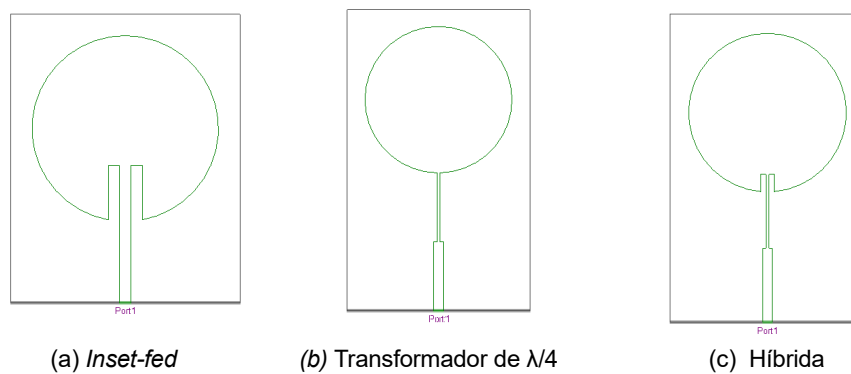 Port1
Port1
Port1
(a) Inset-fed
(b) Transformador de λ/4
(c) Híbrida